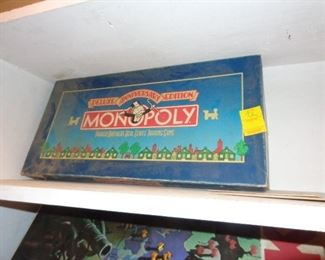 DELUXE ANNIVERSARY EDITION
MONOPOLY
PARKER BROTHERS REAL ESTATE TRADING GAME